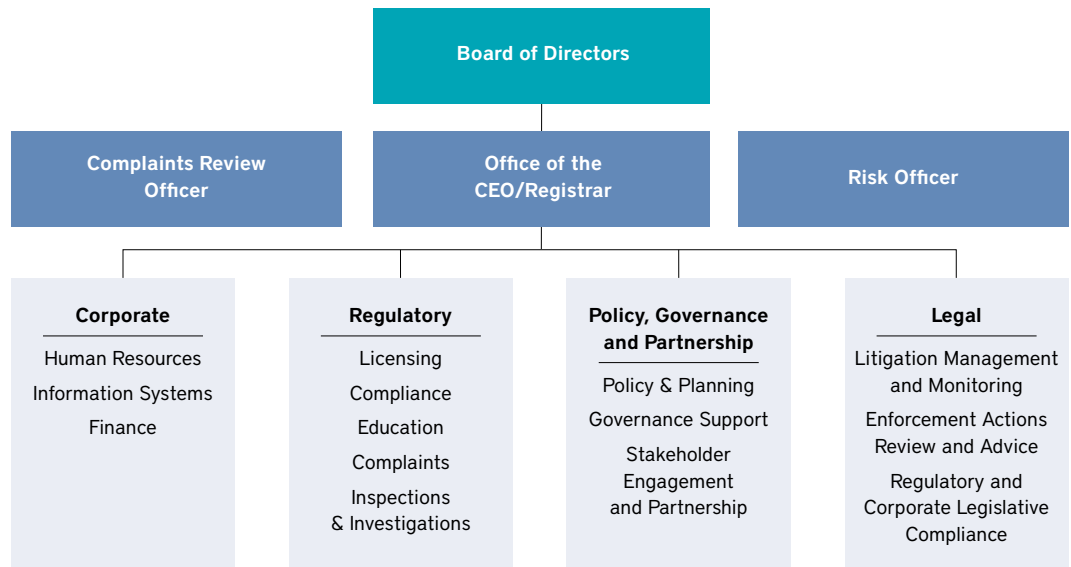 Board of Directors
Complaints Review
Officer
Office of the
CEO/Registrar
Risk Officer
Corporate
Human Resources
Information Systems
Finance
Regulatory
Licensing
Compliance
Education
Complaints
Inspections
& Investigations
Policy, Governance
and Partnership
Policy & Planning
Governance Support
Stakeholder
Engagement
and Partnership
Legal
Litigation Management
and Monitoring
Enforcement Actions
Review and Advice
Regulatory and
Corporate Legislative
Compliance